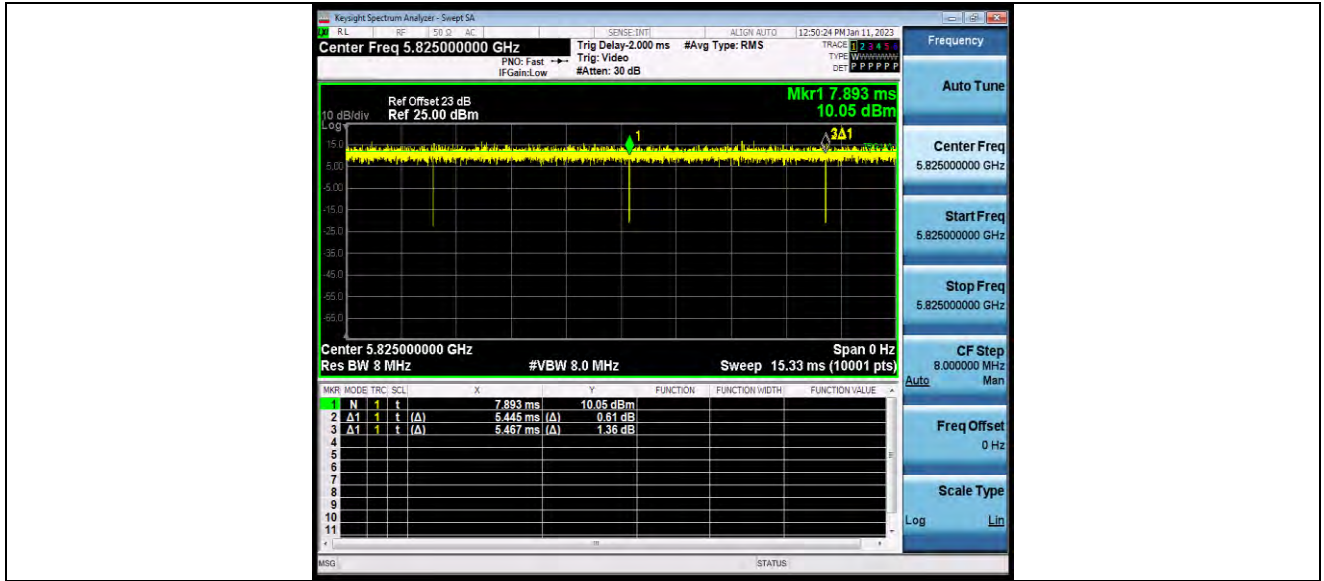 Keysight Spectrum Analyzer - Swept SA
RL RF 50 Ω AC SENSE:INT ALIGN AUTO 12:50:24 PM Jan 11, 2023
Center Freq 5.825000000 GHz Trig Delay-2.000 ms #Avg Type: RMS TRACE 1 2 3 4 5 6
PNO: Fast Trig: Video TYPE WWWWWW
IFGain:Low #Atten: 30 dB DET P P P P P P
Mkr1 7.893 ms
10.05 dBm
Ref Offset 23 dB
10 dB/div Ref 25.00 dBm
Log
1 3Δ1
15.0
5.00
-5.00
-15.0
-25.0
-35.0
-45.0
-55.0
-65.0
Center 5.825000000 GHz Span 0 Hz
Res BW 8 MHz #VBW 8.0 MHz Sweep 15.33 ms (10001 pts)
MKR MODE TRC SCL X Y FUNCTION FUNCTION WIDTH FUNCTION VALUE
1 N 1 t 7.893 ms 10.05 dBm
2 Δ1 1 t (Δ) 5.445 ms (Δ) 0.61 dB
3 Δ1 1 t (Δ) 5.467 ms (Δ) 1.36 dB
4
5
6
7
8
9
10
11
MSG STATUS
Frequency
Auto Tune
Center Freq
5.825000000 GHz
Start Freq
5.825000000 GHz
Stop Freq
5.825000000 GHz
CF Step
8.000000 MHz
Auto Man
Freq Offset
0 Hz
Scale Type
Log Lin